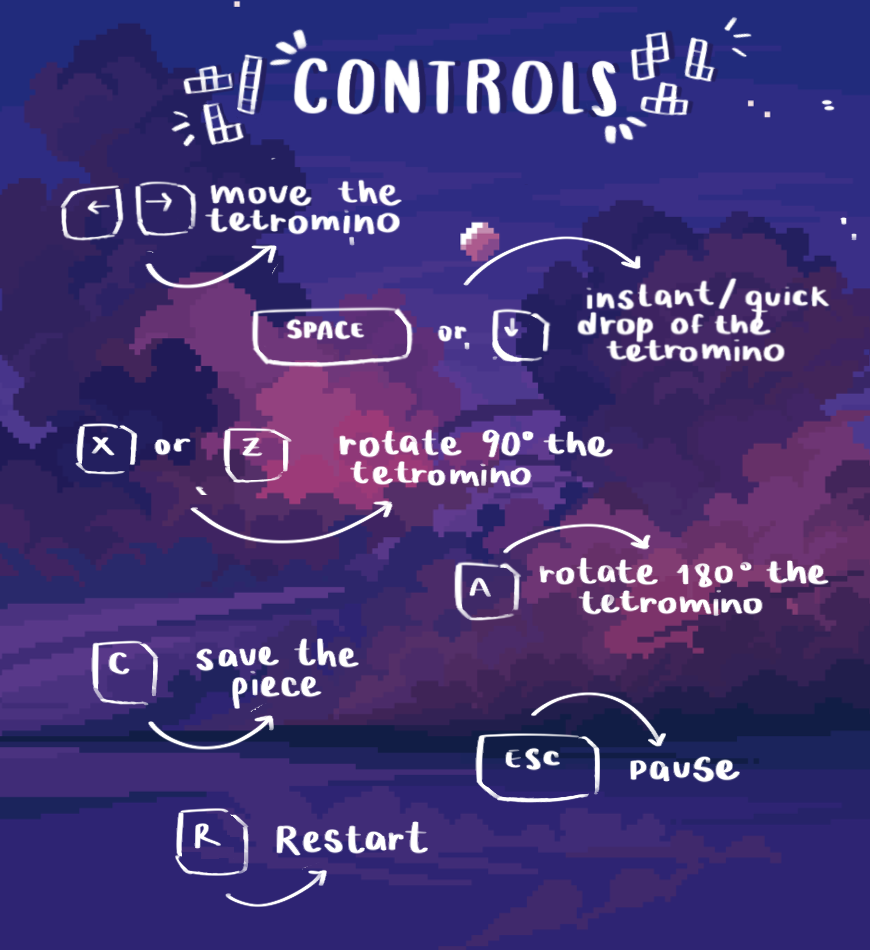 CONTROLS
← → move the
tetromino
instant/quick
SPACE or ↓ drop of the
tetromino
X or Z rotate 90° the
tetromino
A rotate 180° the
tetromino
C save the
piece
ESC pause
R Restart